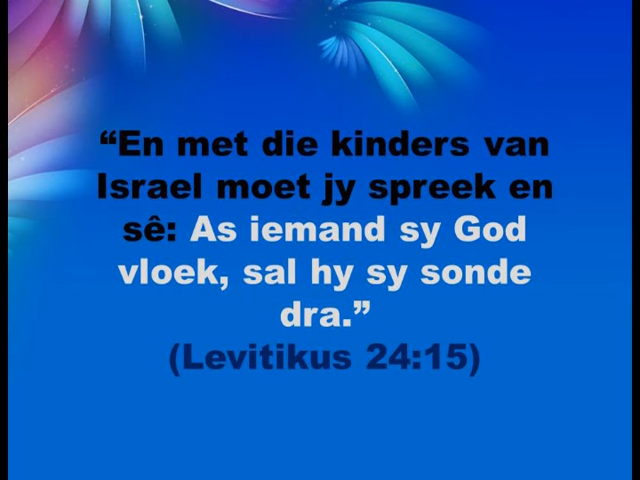 “En met die kinders van
Israel moet jy spreek en
sê: As iemand sy God
vloek, sal hy sy sonde
dra.”
(Levitikus 24:15)